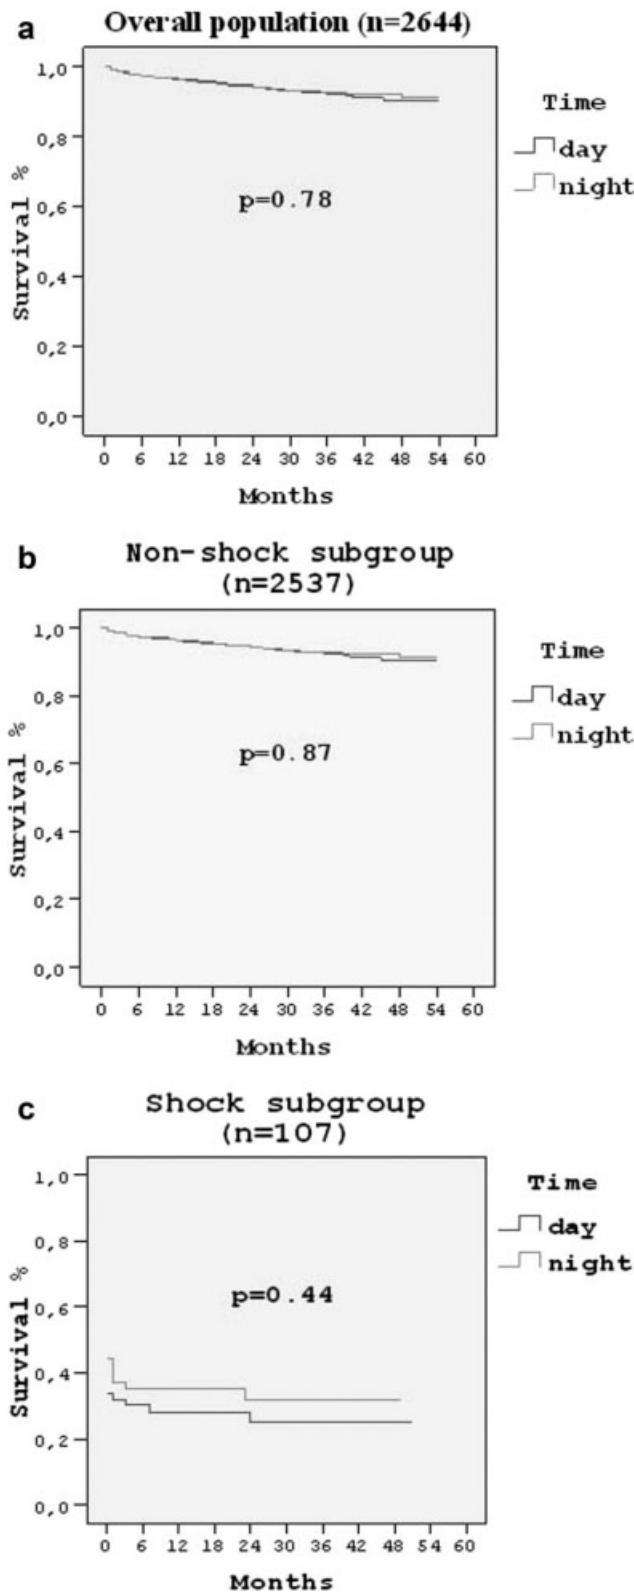 a
Overall population (n=2644)
1,0
0,8
0,6
0,4
0,2
0,0
Survival %
p=0.78
Time
day
night
0 6 12 18 24 30 36 42 48 54 60
Months
b
Non-shock subgroup
(n=2537)
1,0
0,8
0,6
0,4
0,2
0,0
Survival %
p=0.87
Time
day
night
0 6 12 18 24 30 36 42 48 54 60
Months
c
Shock subgroup
(n=107)
1,0
0,8
0,6
0,4
0,2
0,0
Survival %
p=0.44
Time
day
night
0 6 12 18 24 30 36 42 48 54 60
Months